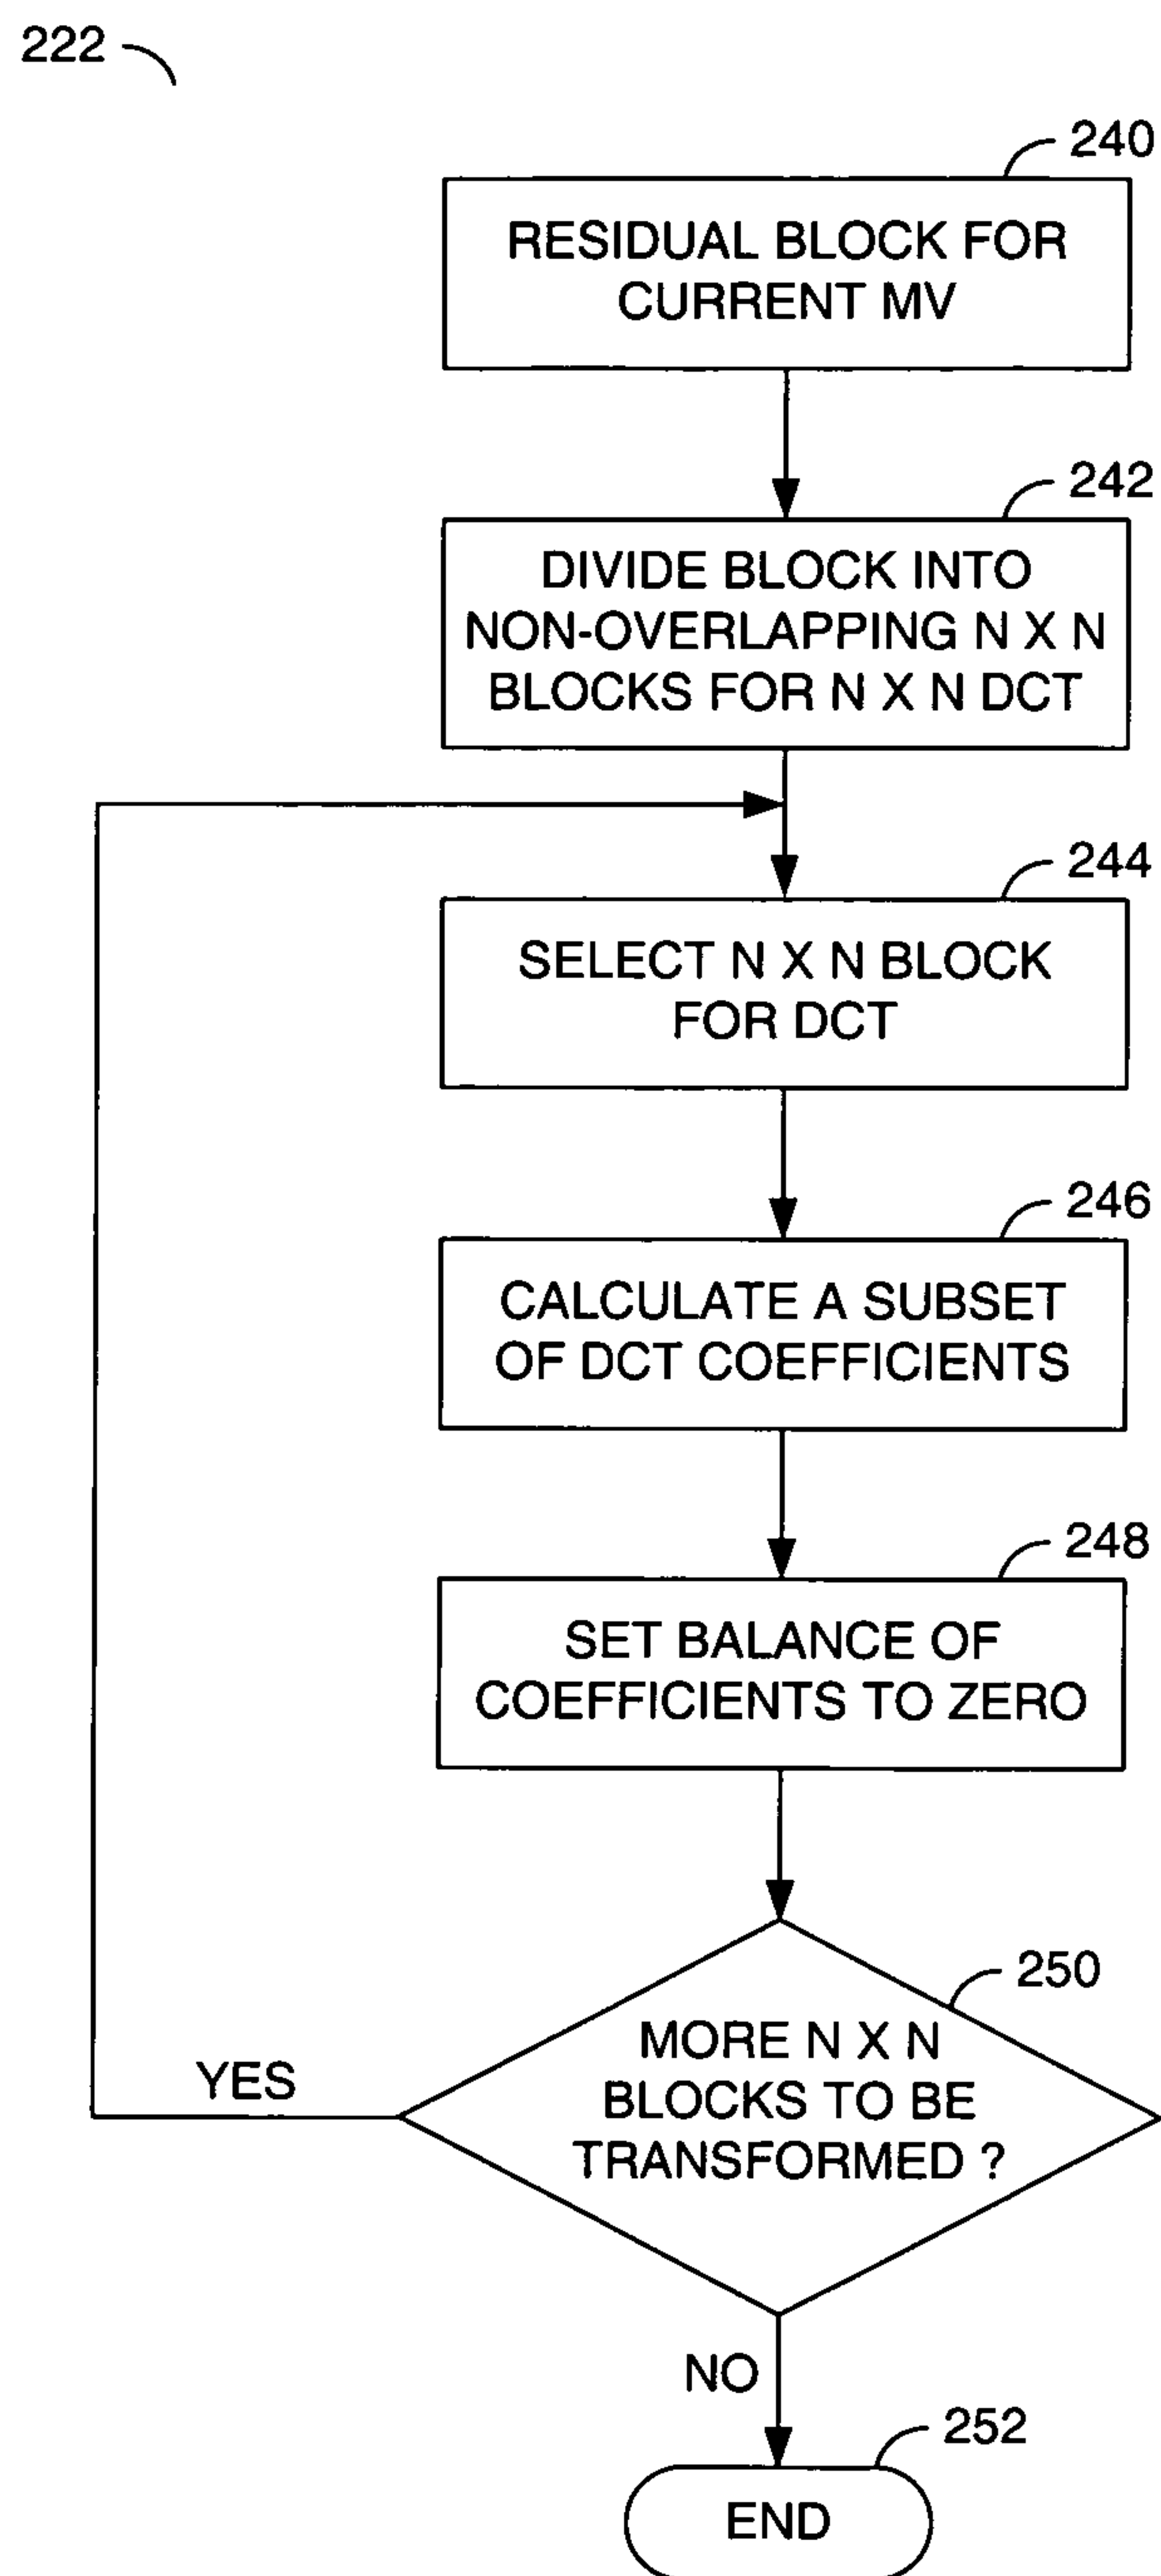 222
240
RESIDUAL BLOCK FOR
CURRENT MV
242
DIVIDE BLOCK INTO
NON-OVERLAPPING N X N
BLOCKS FOR N X N DCT
244
SELECT N X N BLOCK
FOR DCT
246
CALCULATE A SUBSET
OF DCT COEFFICIENTS
248
SET BALANCE OF
COEFFICIENTS TO ZERO
250
MORE N X N
BLOCKS TO BE
TRANSFORMED ?
YES
NO
252
END